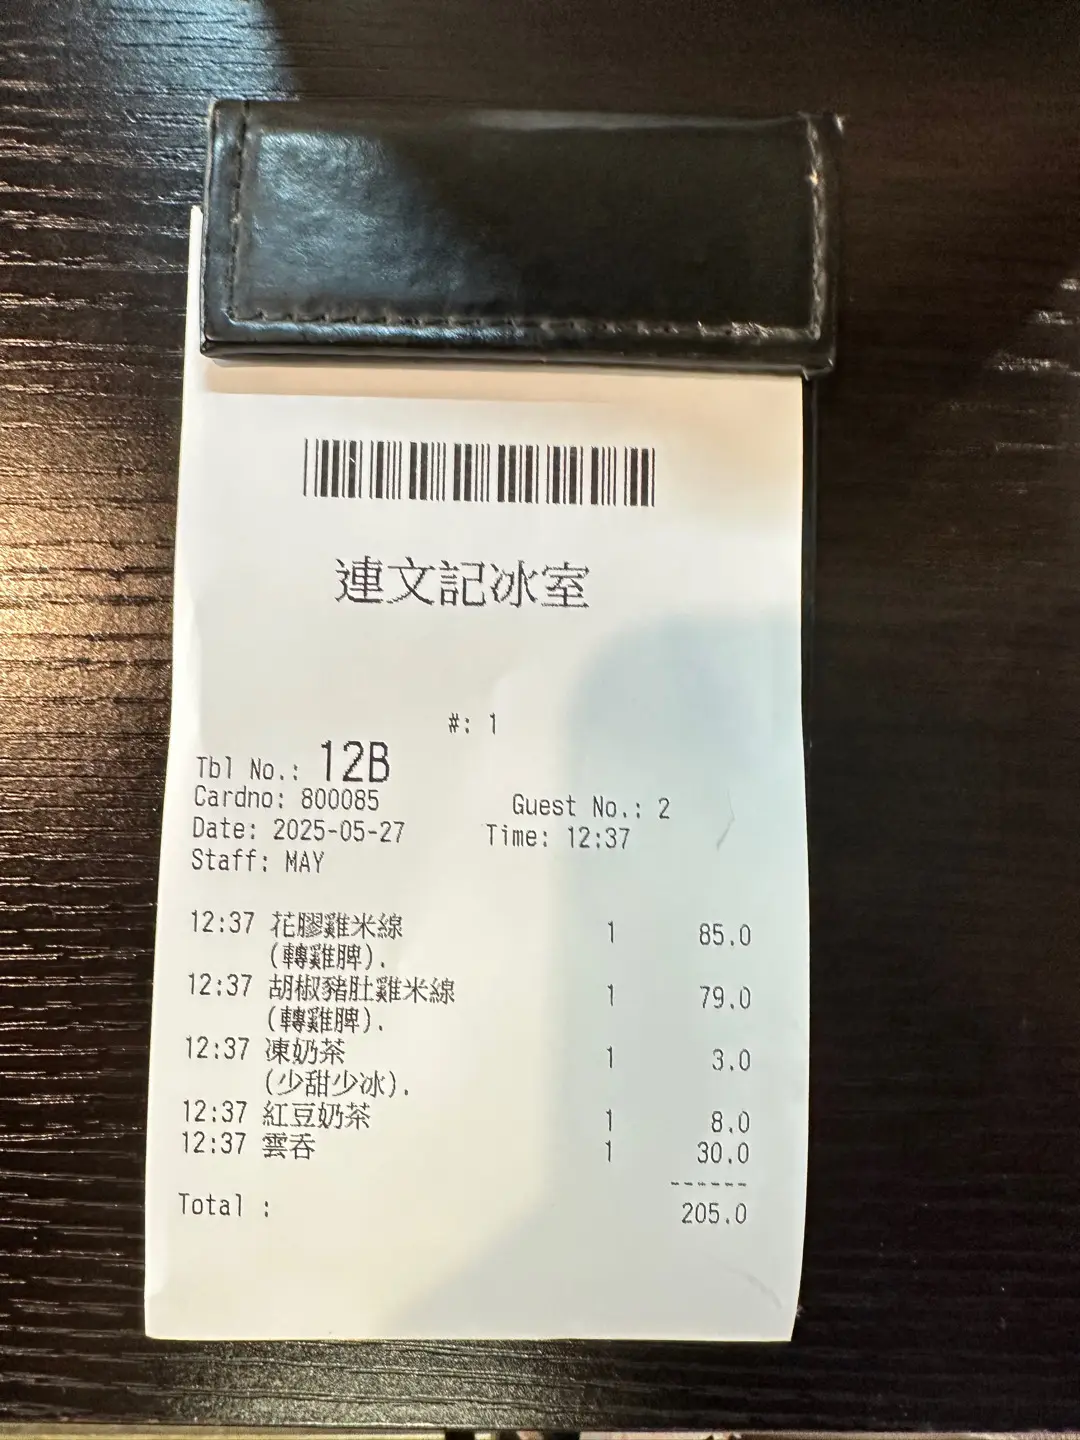 連文記冰室
#: 1
Tbl No.: 12B
Cardno: 800085 Guest No.: 2
Date: 2025-05-27 Time: 12:37
Staff: MAY
12:37 花膠雞米線 1 85.0
(轉雞脾).
12:37 胡椒豬肚雞米線 1 79.0
(轉雞脾).
12:37 凍奶茶 1 3.0
(少甜少冰).
12:37 紅豆奶茶 1 8.0
12:37 雲吞 1 30.0
------
Total : 205.0